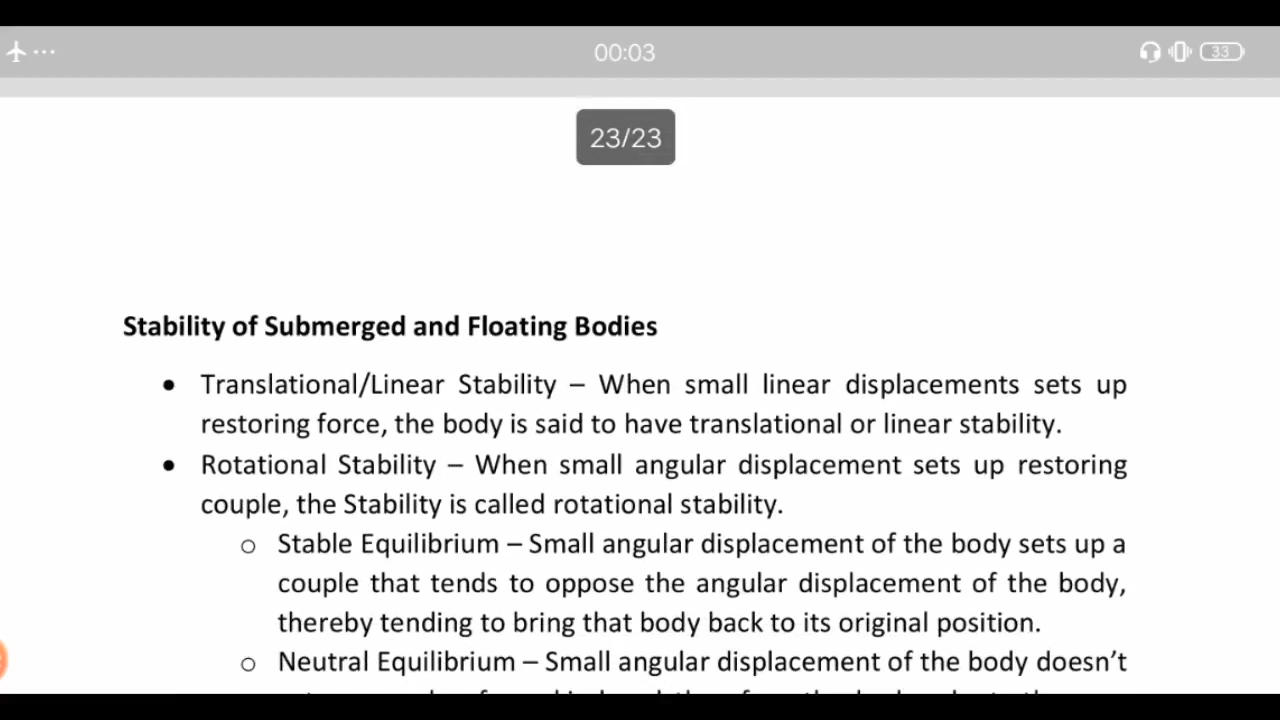 00:03
33
23/23
Stability of Submerged and Floating Bodies
• Translational/Linear Stability – When small linear displacements sets up
restoring force, the body is said to have translational or linear stability.
• Rotational Stability – When small angular displacement sets up restoring
couple, the Stability is called rotational stability.
o Stable Equilibrium – Small angular displacement of the body sets up a
couple that tends to oppose the angular displacement of the body,
thereby tending to bring that body back to its original position.
o Neutral Equilibrium – Small angular displacement of the body doesn’t